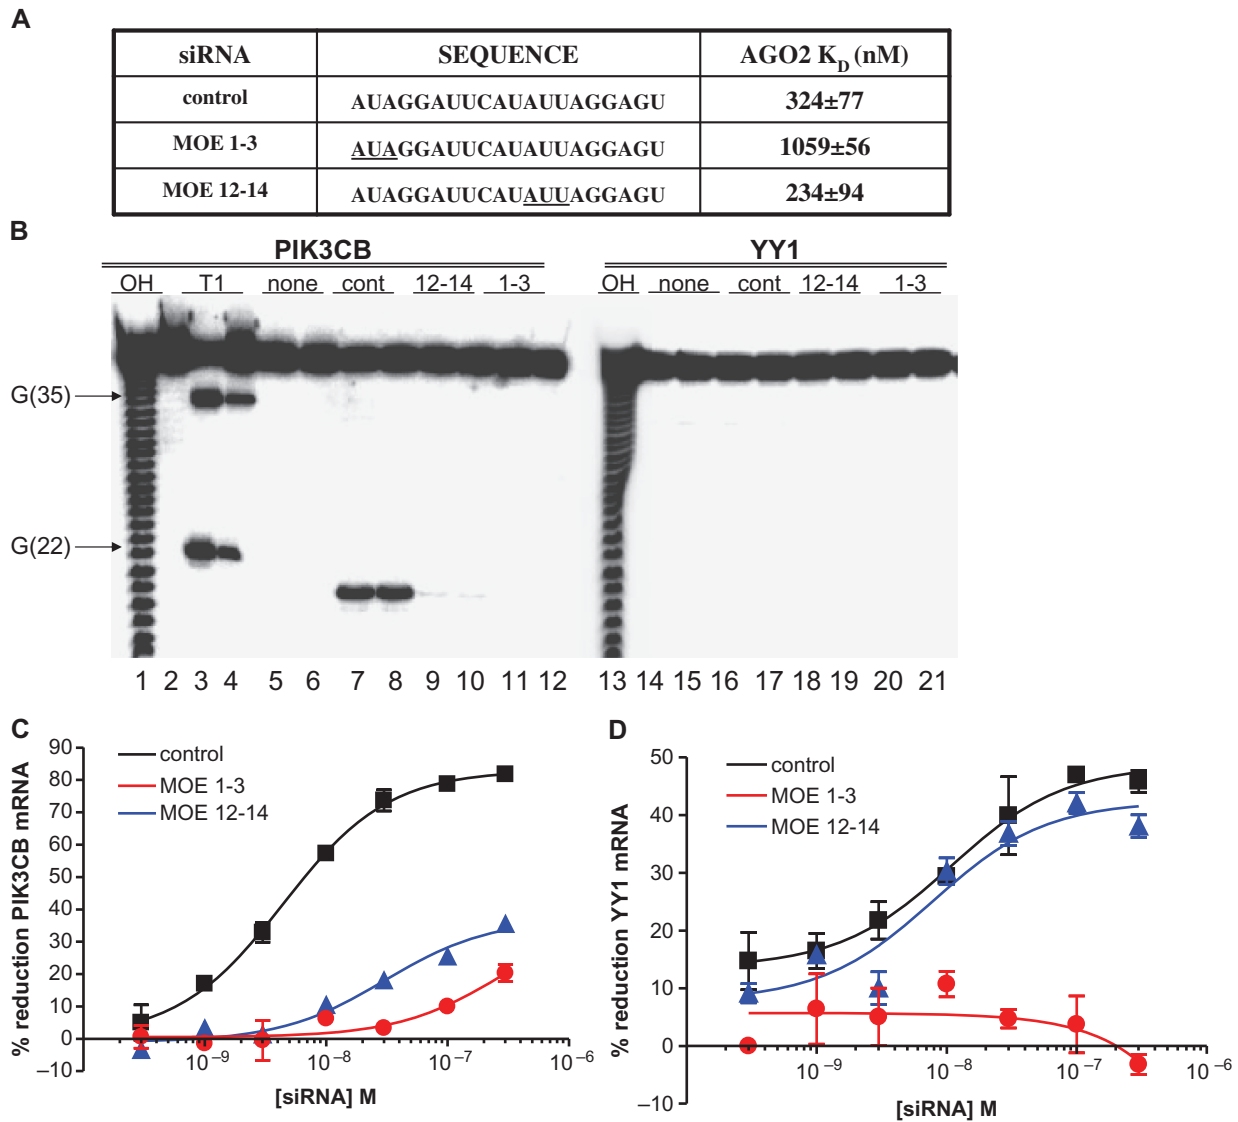 A
siRNA SEQUENCE AGO2 K_D (nM)
control AUAGGAUUCAUAUUAGGAGU 324±77
MOE 1-3 AUAGGAUUCAUAUUAGGAGU 1059±56
MOE 12-14 AUAGGAUUCAUAUUAGGAGU 234±94
B
PIK3CB YY1
OH T1 none cont 12-14 1-3 OH none cont 12-14 1-3
G(35)
G(22)
1 2 3 4 5 6 7 8 9 10 11 12 13 14 15 16 17 18 19 20 21
C
% reduction PIK3CB mRNA
90
80
70
60
50
40
30
20
10
0
–10
control
MOE 1-3
MOE 12-14
10⁻⁹ 10⁻⁸ 10⁻⁷ 10⁻⁶
[siRNA] M
D
% reduction YY1 mRNA
50
40
30
20
10
0
–10
control
MOE 1-3
MOE 12-14
10⁻⁹ 10⁻⁸ 10⁻⁷ 10⁻⁶
[siRNA] M